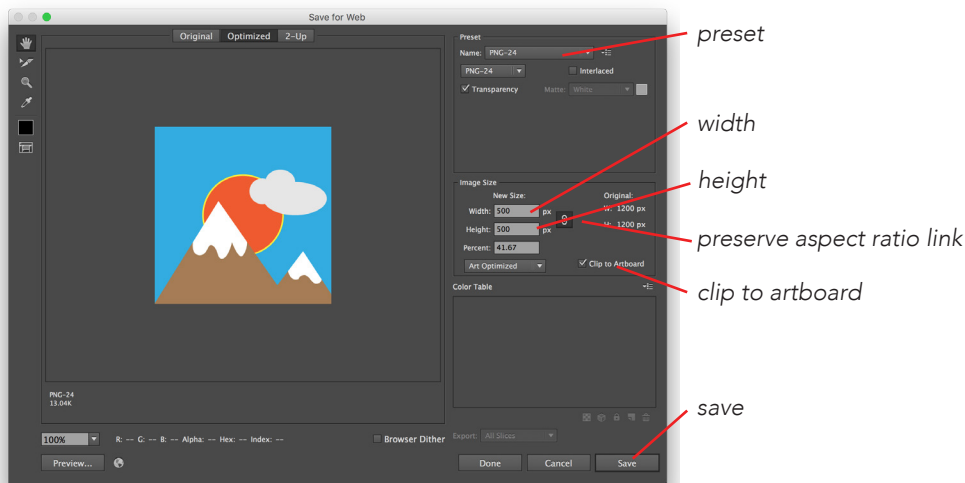 Save for Web
Original Optimized 2-Up
Preset
Name: PNG-24
PNG-24 Interlaced
Transparency Matte: White
Image Size
New Size: Original:
Width: 500 px W: 1200 px
Height: 500 px H: 1200 px
Percent: 41.67
Art Optimized Clip to Artboard
Color Table
PNG-24
13.04K
100% R: -- G: -- B: -- Alpha: -- Hex: -- Index: -- Browser Dither Export: All Slices
Preview... Done Cancel Save
preset
width
height
preserve aspect ratio link
clip to artboard
save